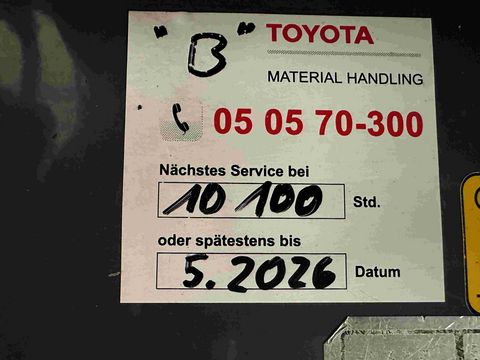 "B" TOYOTA
MATERIAL HANDLING
05 05 70-300
Nächstes Service bei
10 100 Std.
oder spätestens bis
5.2026 Datum